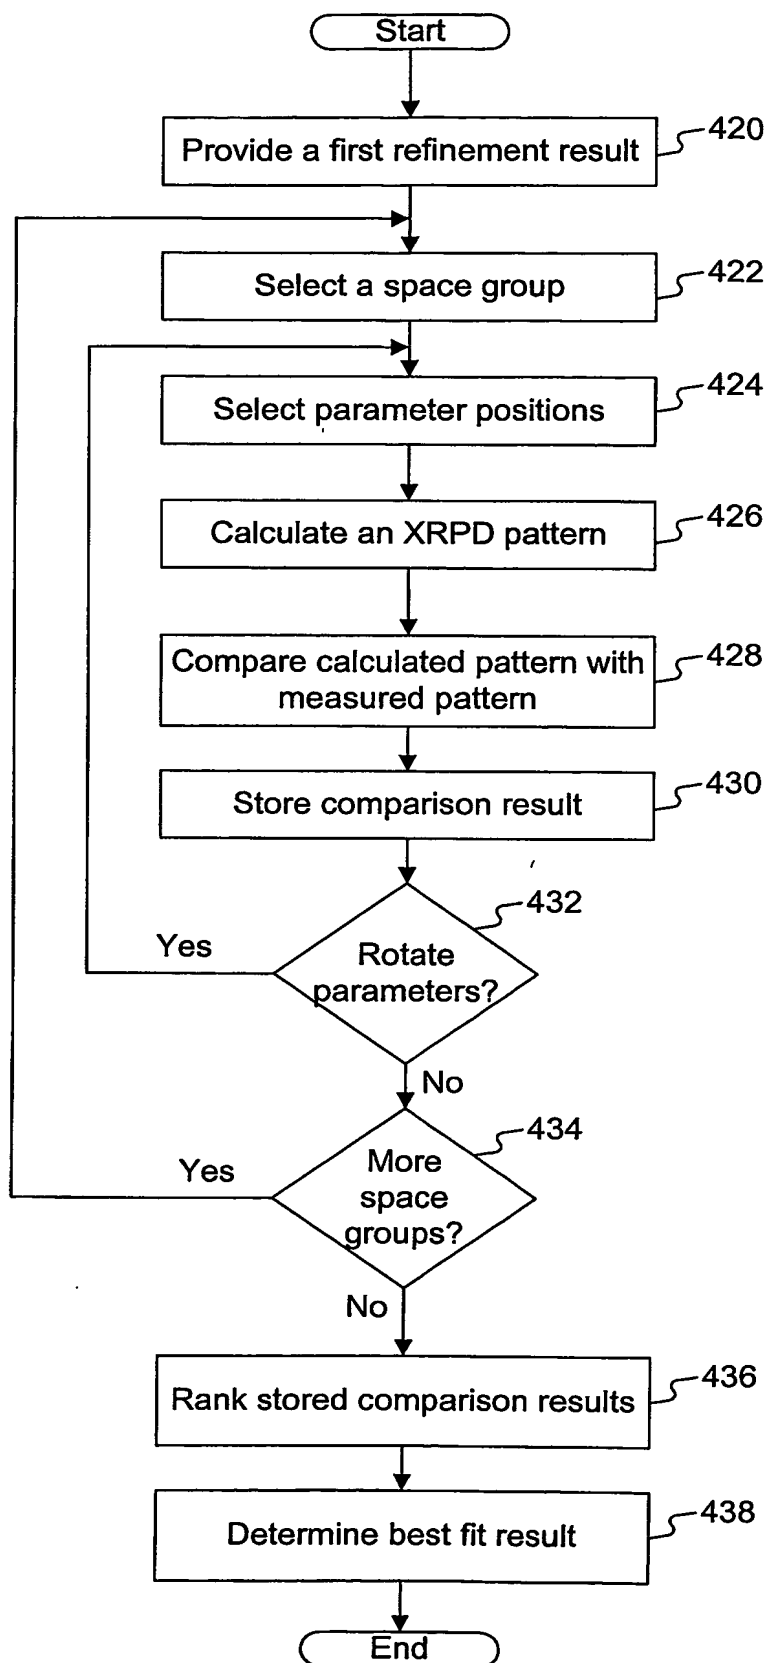 Start
Provide a first refinement result
420
Select a space group
422
Select parameter positions
424
Calculate an XRPD pattern
426
Compare calculated pattern with
measured pattern
428
Store comparison result
430
Rotate
parameters?
432
Yes
No
More
space
groups?
434
Yes
No
Rank stored comparison results
436
Determine best fit result
438
End